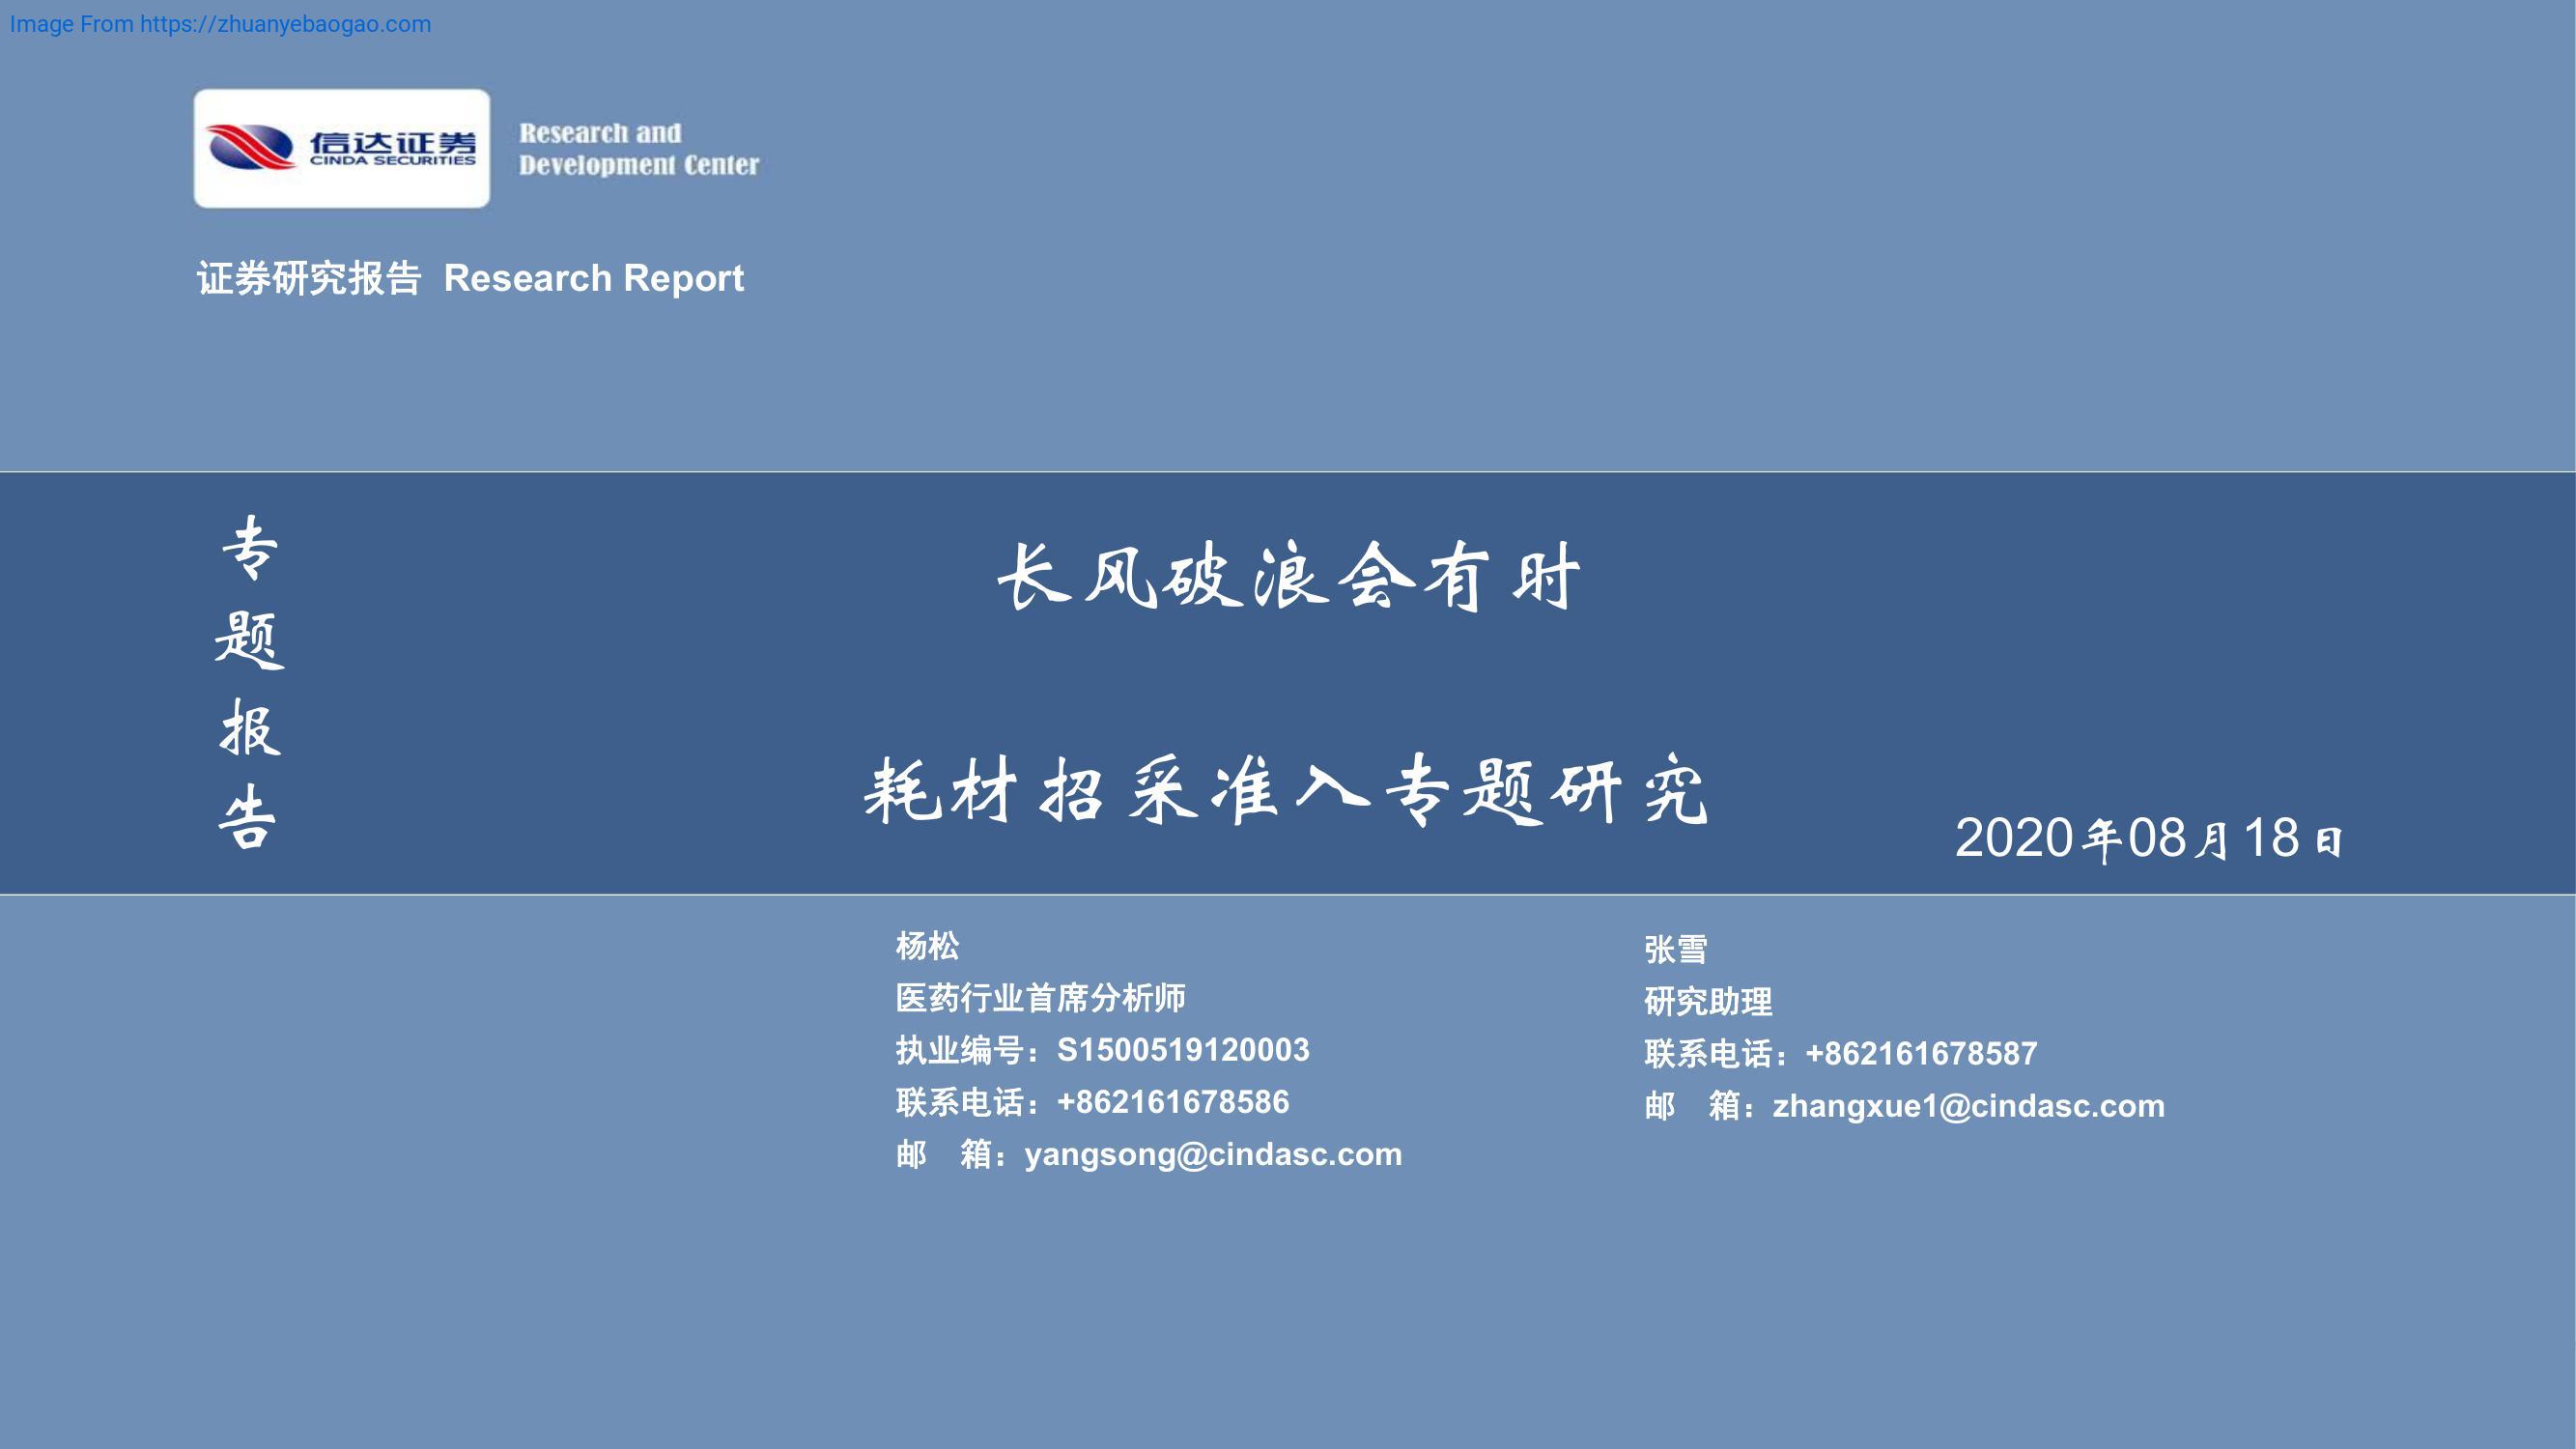 Image From https://zhuanyebaogao.com
信达证券
CINDA SECURITIES
Research and
Development Center
证券研究报告 Research Report
专
题
报
告
长风破浪会有时
耗材招采准入专题研究
2020年08月18日
杨松
医药行业首席分析师
执业编号：S1500519120003
联系电话：+862161678586
邮　箱：yangsong@cindasc.com
张雪
研究助理
联系电话：+862161678587
邮　箱：zhangxue1@cindasc.com